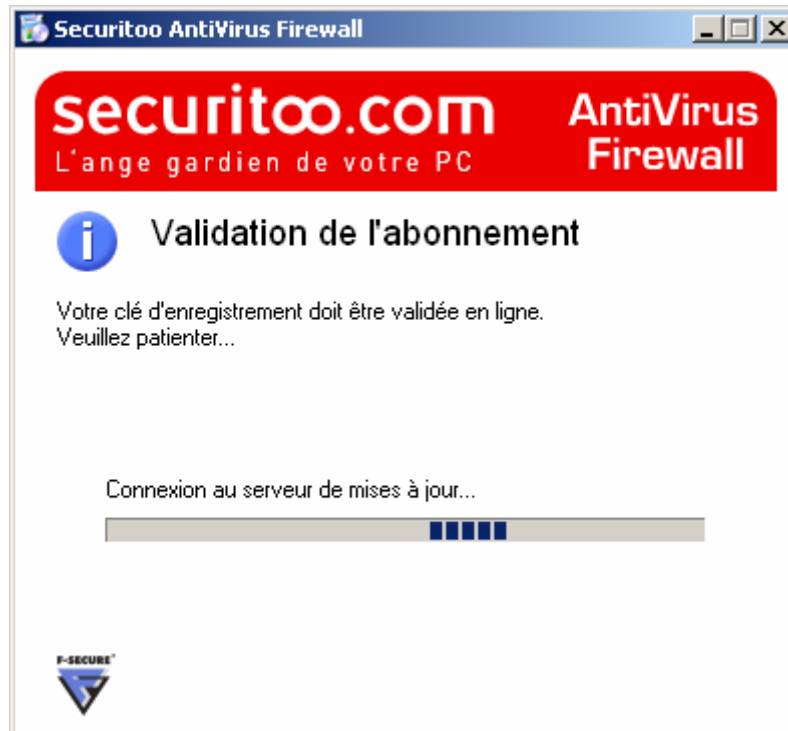 Securitoo AntiVirus Firewall
securitoo.com
L'ange gardien de votre PC
AntiVirus
Firewall
Validation de l'abonnement
Votre clé d'enregistrement doit être validée en ligne.
Veuillez patienter...
Connexion au serveur de mises à jour...
F-SECURE